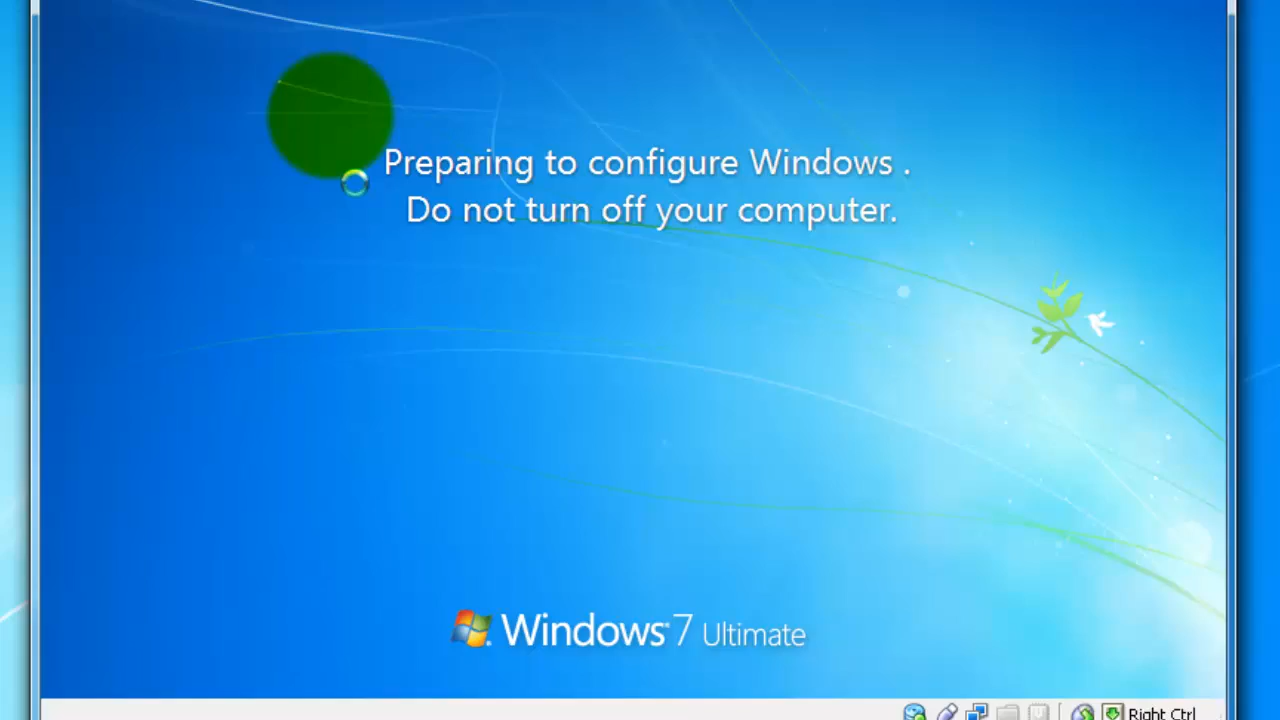 Preparing to configure Windows .
Do not turn off your computer.
Windows 7 Ultimate
Right Ctrl